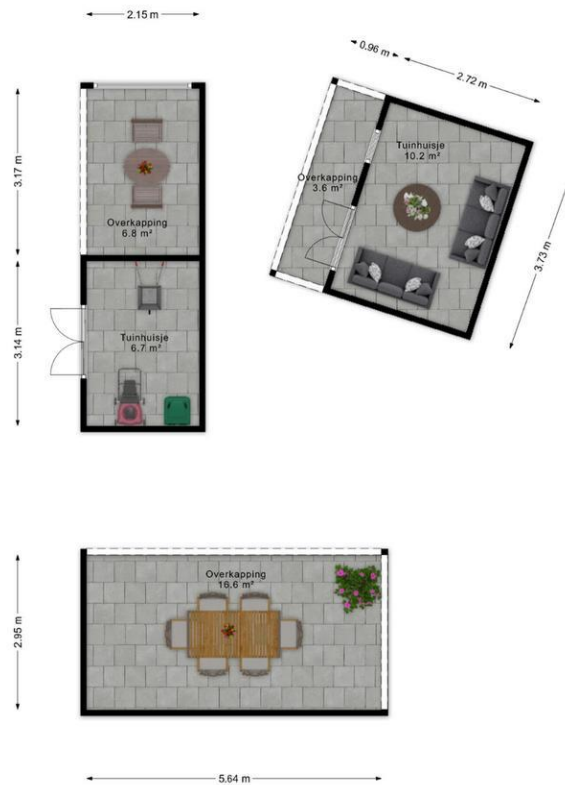 2.15 m
0.96 m
2.72 m
3.17 m
Overkapping
6.8 m²
Tuinhuisje
10.2 m²
Overkapping
3.6 m²
3.73 m
3.14 m
Tuinhuisje
6.7 m²
2.95 m
Overkapping
16.6 m²
5.64 m